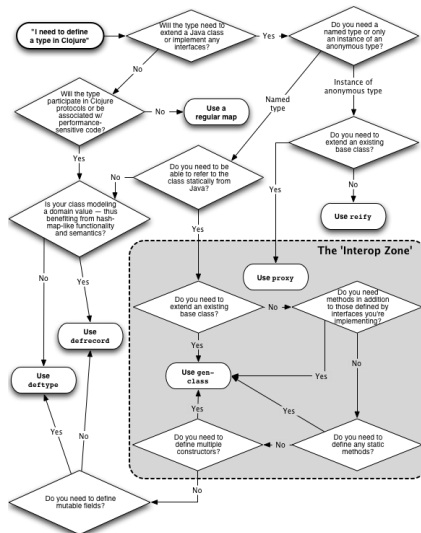 "I need to define
a type in Clojure"
Will the type need to
extend a Java class
or implement any
interfaces?
Yes
Do you need a
named type or only
an instance of an
anonymous type?
No
Named
type
Instance of
anonymous type
Will the type
participate in Clojure
protocols or be
associated w/
performance-
sensitive code?
No
Use a
regular map
Yes
Do you need to
extend an existing
base class?
Yes
No
Use reify
Use proxy
Do you need to be
able to refer to the
class statically from
Java?
No
Yes
Is your class modeling
a domain value — thus
benefiting from hash-
map-like functionality
and semantics?
No
Yes
Use
defrecord
Use
deftype
The 'Interop Zone'
Do you need to
extend an existing
base class?
No
Yes
Do you need
methods in addition
to those defined by
interfaces you're
implementing?
Yes
No
Use gen-
class
Yes
Yes
Do you need to
define any static
methods?
No
Do you need to
define multiple
constructors?
No
Do you need to define
mutable fields?
Yes
No